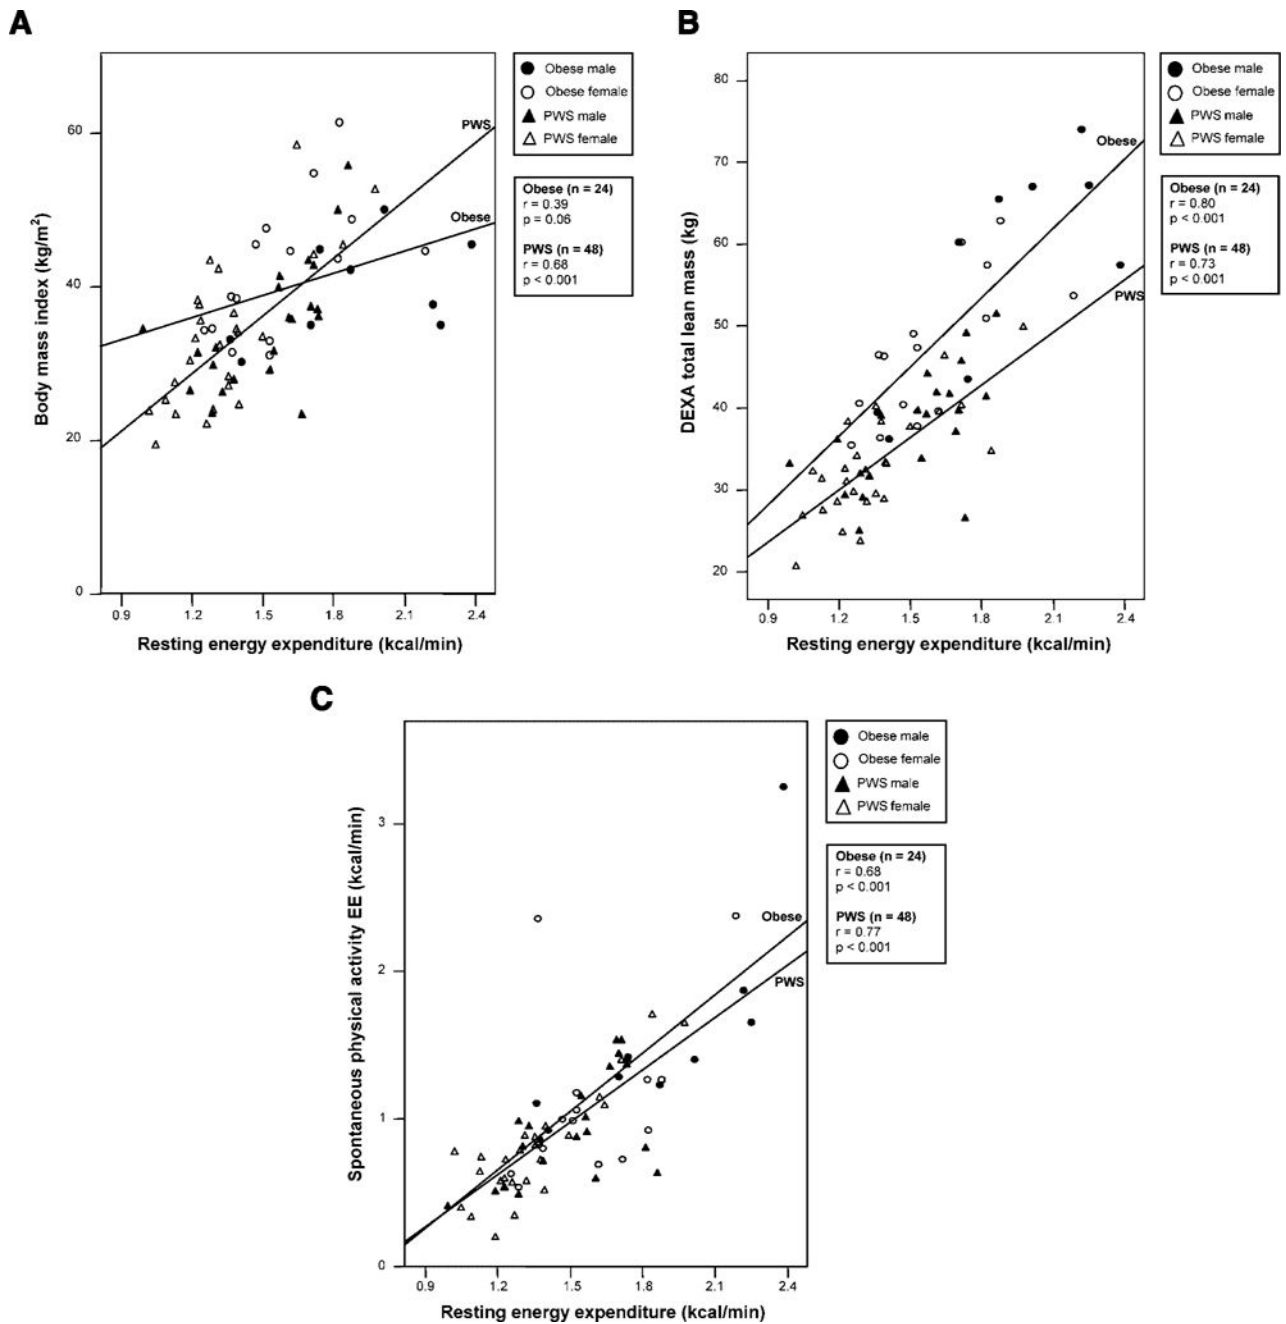 A
Body mass index (kg/m²)
60
40
20
0
0.9 1.2 1.5 1.8 2.1 2.4
Resting energy expenditure (kcal/min)
PWS
Obese
Obese male
Obese female
PWS male
PWS female
Obese (n = 24)
r = 0.39
p = 0.06
PWS (n = 48)
r = 0.68
p < 0.001
B
DEXA total lean mass (kg)
80
70
60
50
40
30
20
0.9 1.2 1.5 1.8 2.1 2.4
Resting energy expenditure (kcal/min)
Obese
PWS
Obese male
Obese female
PWS male
PWS female
Obese (n = 24)
r = 0.80
p < 0.001
PWS (n = 48)
r = 0.73
p < 0.001
C
Spontaneous physical activity EE (kcal/min)
3
2
1
0
0.9 1.2 1.5 1.8 2.1 2.4
Resting energy expenditure (kcal/min)
Obese
PWS
Obese male
Obese female
PWS male
PWS female
Obese (n = 24)
r = 0.68
p < 0.001
PWS (n = 48)
r = 0.77
p < 0.001